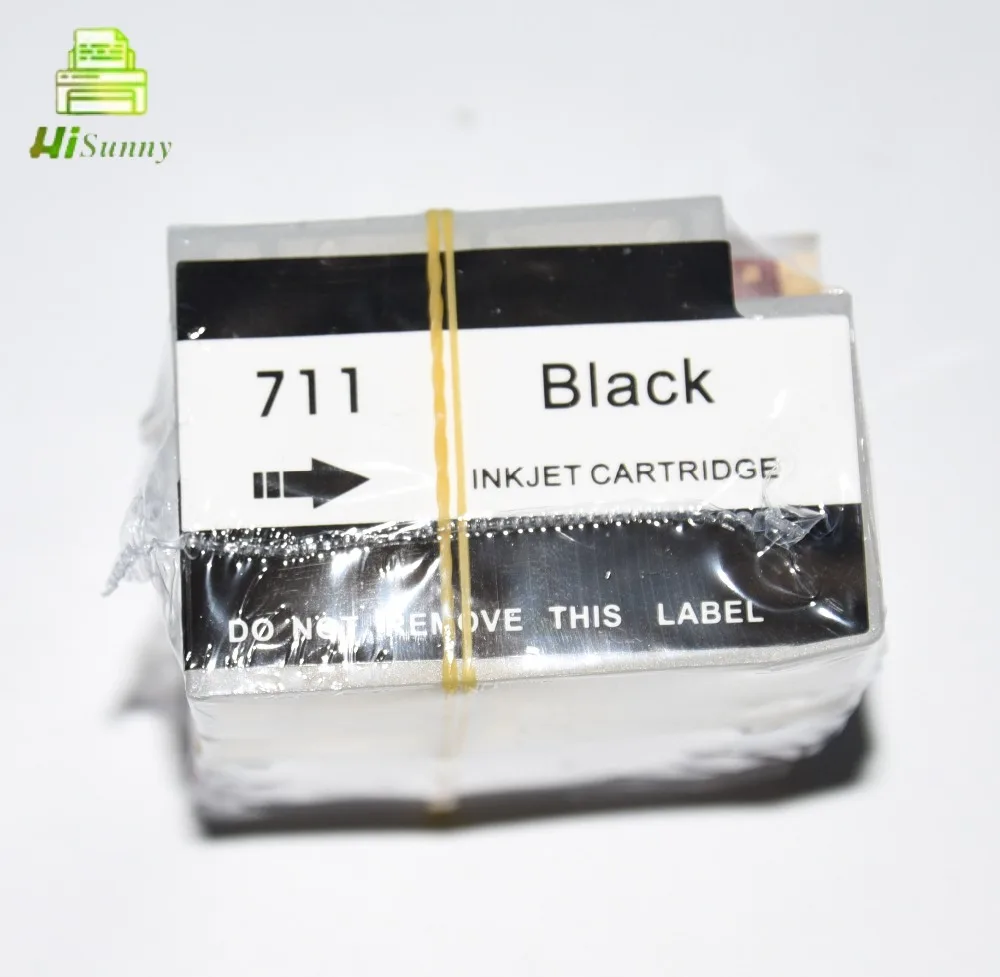 HiSunny
711 Black
INKJET CARTRIDGE
DO NOT REMOVE THIS LABEL